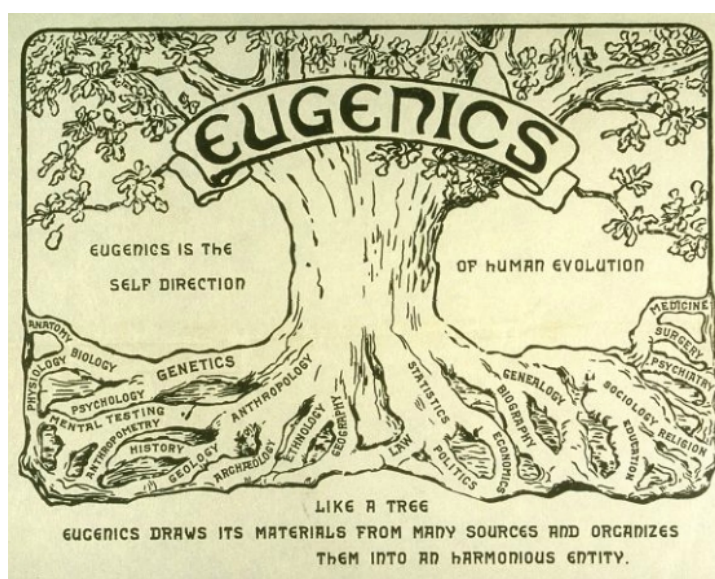 EUGENICS
EUGENICS IS THE
SELF DIRECTION
OF HUMAN EVOLUTION
ANATOMY
BIOLOGY
PHYSIOLOGY
GENETICS
PSYCHOLOGY
MENTAL TESTING
ANTHROPOMETRY
HISTORY
GEOLOGY
ANTHROPOLOGY
ARCHÆOLOGY
ETHNOLOGY
GEOGRAPHY
LAW
STATISTICS
POLITICS
ECONOMICS
GENEALOGY
BIOGRAPHY
EDUCATION
SOCIOLOGY
RELIGION
PSYCHIATRY
SURGERY
MEDICINE
LIKE A TREE
EUGENICS DRAWS ITS MATERIALS FROM MANY SOURCES AND ORGANIZES
THEM INTO AN HARMONIOUS ENTITY.